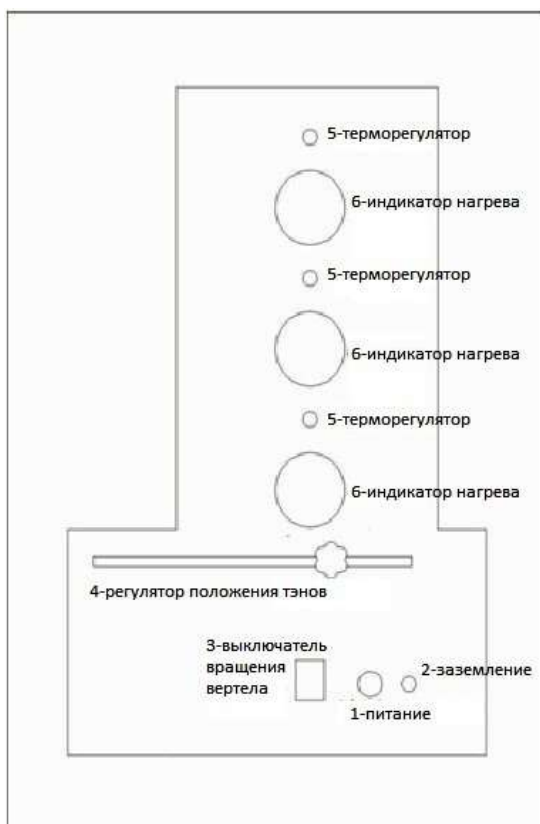 5-терморегулятор
6-индикатор нагрева
5-терморегулятор
6-индикатор нагрева
5-терморегулятор
6-индикатор нагрева
4-регулятор положения тэнов
3-выключатель
вращения
вертела
2-заземление
1-питание